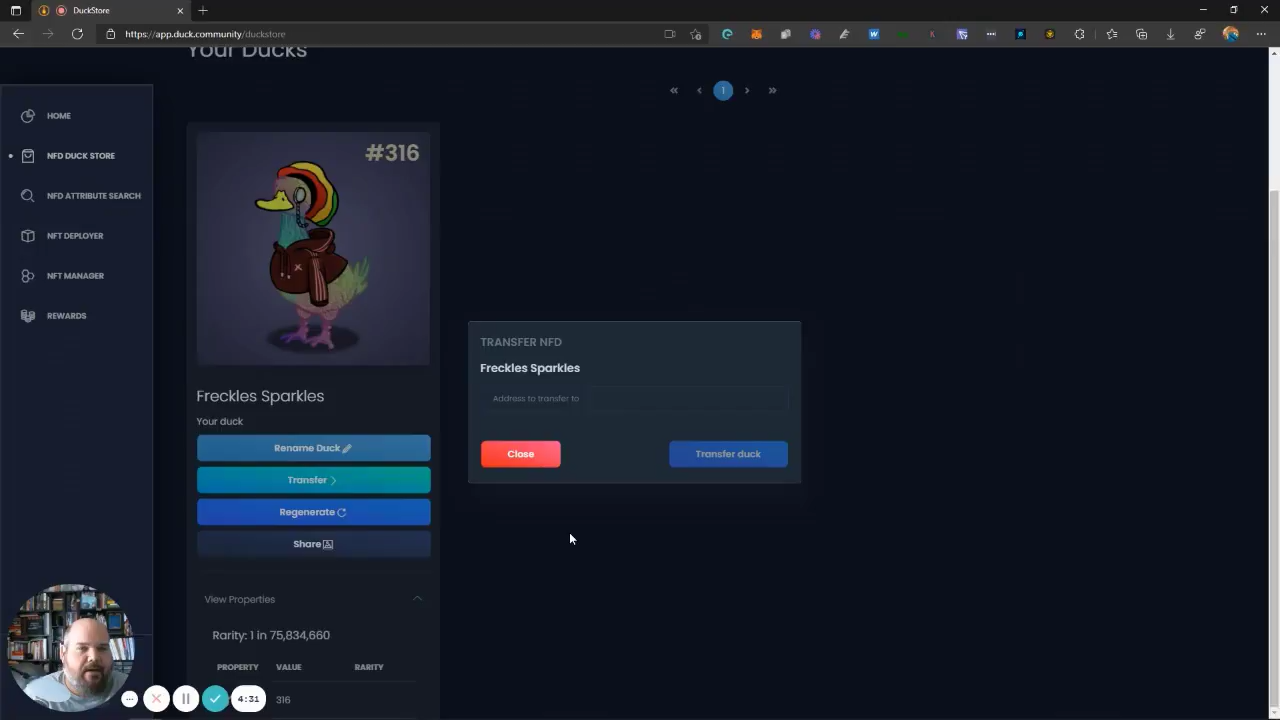 DuckStore
https://app.duck.community/duckstore
Your Ducks
1
HOME
NFD DUCK STORE
NFD ATTRIBUTE SEARCH
NFT DEPLOYER
NFT MANAGER
REWARDS
#316
Freckles Sparkles
Your duck
Rename Duck
Transfer
Regenerate
Share
View Properties
Rarity: 1 in 75,834,660
PROPERTY VALUE RARITY
316
TRANSFER NFD
Freckles Sparkles
Address to transfer to
Close
Transfer duck
4:31